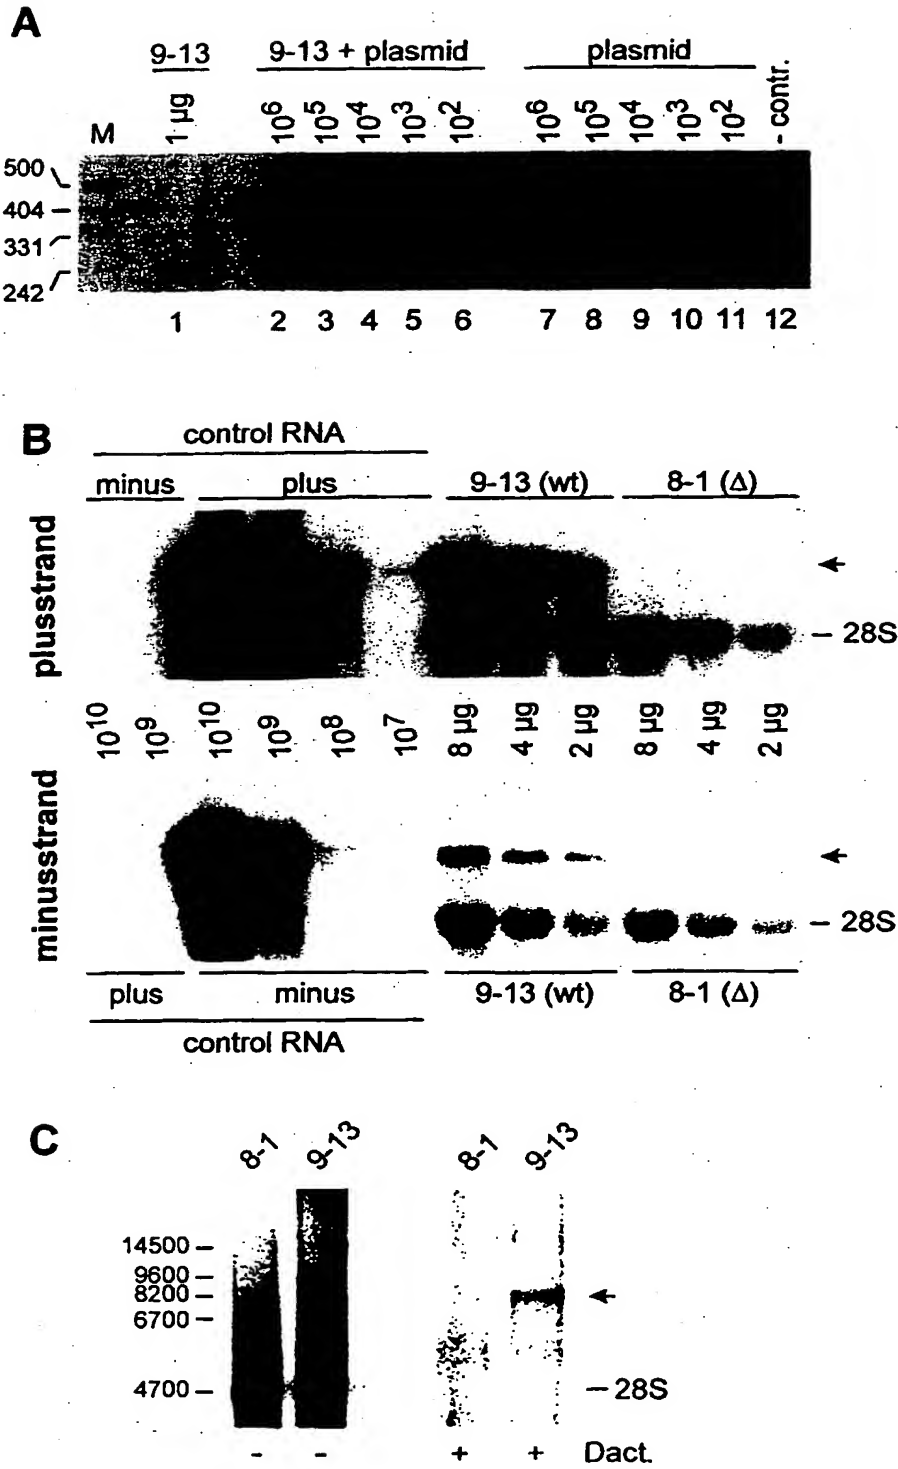 A
9-13 9-13 + plasmid plasmid
M 1 µg 10⁶ 10⁵ 10⁴ 10³ 10² 10⁶ 10⁵ 10⁴ 10³ 10² - contr.
500
404
331
242
1 2 3 4 5 6 7 8 9 10 11 12
B
control RNA
minus plus 9-13 (wt) 8-1 (Δ)
plusstrand
28S
10¹⁰ 10⁹ 10¹⁰ 10⁹ 10⁸ 10⁷ 8 µg 4 µg 2 µg 8 µg 4 µg 2 µg
minusstrand
28S
plus minus 9-13 (wt) 8-1 (Δ)
control RNA
C
8-1 9-13 8-1 9-13
14500
9600
8200
6700
4700
28S
- - + + Dact.